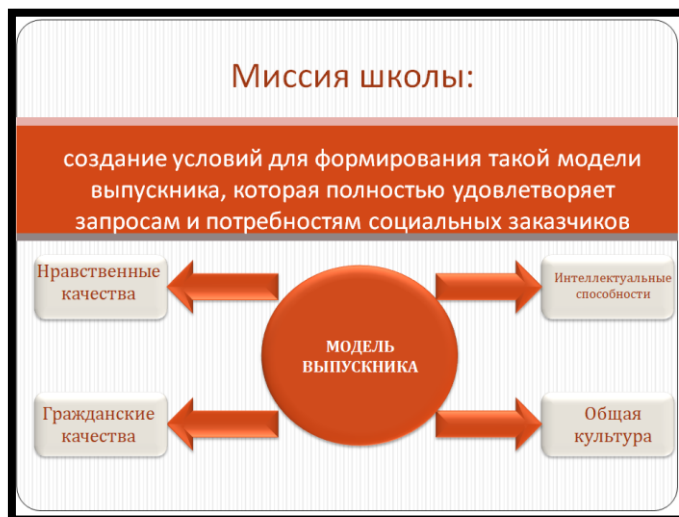 Миссия школы:
создание условий для формирования такой модели
выпускника, которая полностью удовлетворяет
запросам и потребностям социальных заказчиков
Нравственные
качества
Интеллектуальные
способности
МОДЕЛЬ
ВЫПУСКНИКА
Гражданские
качества
Общая
культура